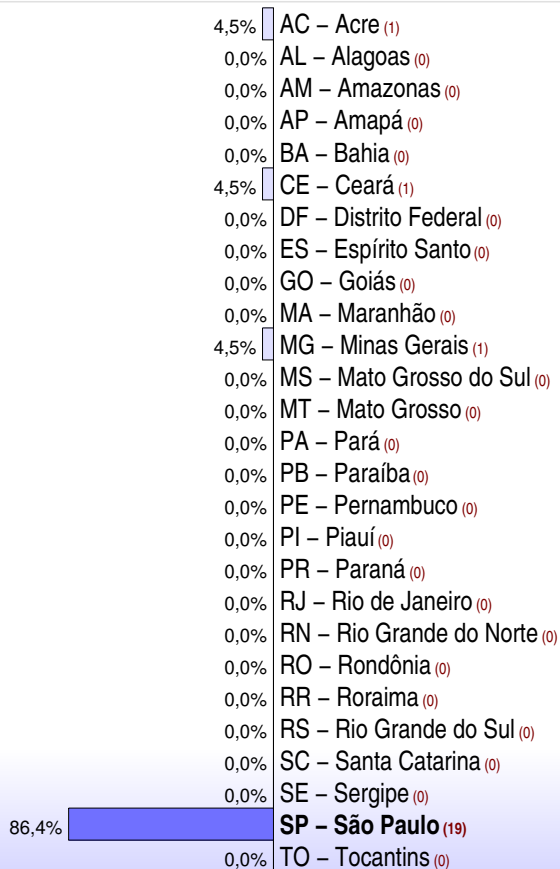 4,5% AC – Acre (1)
0,0% AL – Alagoas (0)
0,0% AM – Amazonas (0)
0,0% AP – Amapá (0)
0,0% BA – Bahia (0)
4,5% CE – Ceará (1)
0,0% DF – Distrito Federal (0)
0,0% ES – Espírito Santo (0)
0,0% GO – Goiás (0)
0,0% MA – Maranhão (0)
4,5% MG – Minas Gerais (1)
0,0% MS – Mato Grosso do Sul (0)
0,0% MT – Mato Grosso (0)
0,0% PA – Pará (0)
0,0% PB – Paraíba (0)
0,0% PE – Pernambuco (0)
0,0% PI – Piauí (0)
0,0% PR – Paraná (0)
0,0% RJ – Rio de Janeiro (0)
0,0% RN – Rio Grande do Norte (0)
0,0% RO – Rondônia (0)
0,0% RR – Roraima (0)
0,0% RS – Rio Grande do Sul (0)
0,0% SC – Santa Catarina (0)
0,0% SE – Sergipe (0)
86,4% SP – São Paulo (19)
0,0% TO – Tocantins (0)